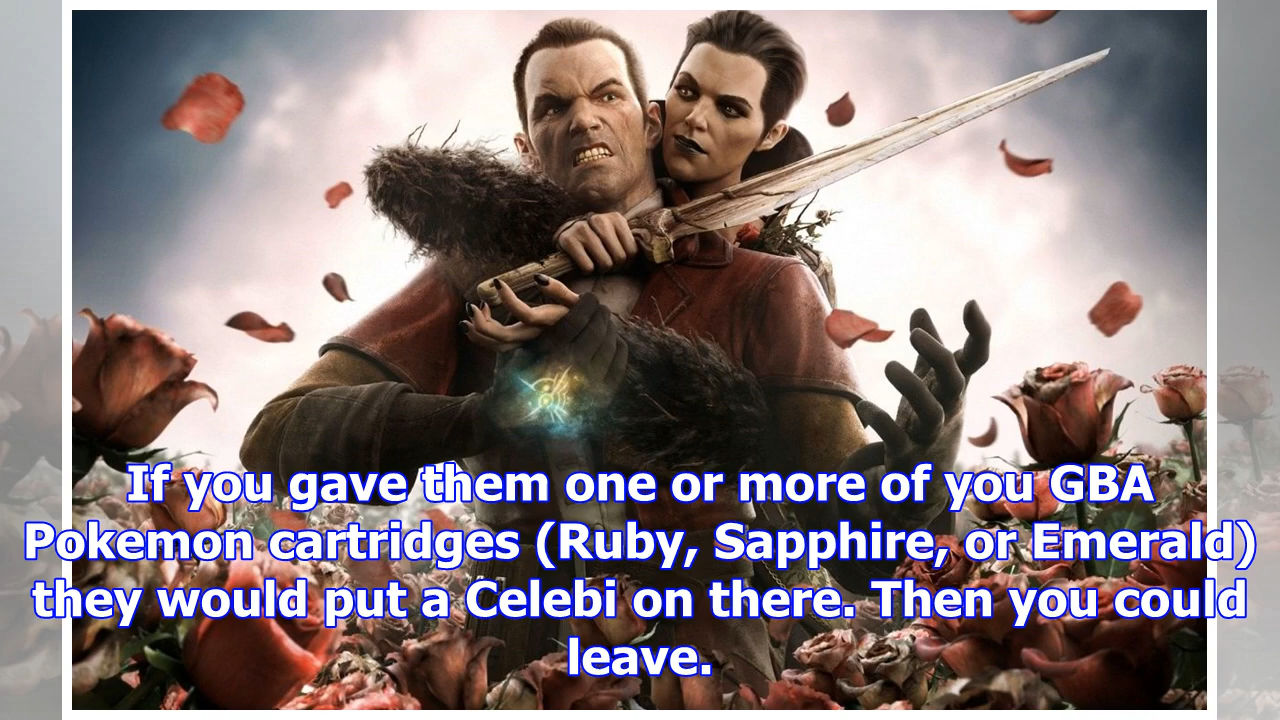 If you gave them one or more of you GBA
Pokemon cartridges (Ruby, Sapphire, or Emerald)
they would put a Celebi on there. Then you could
leave.